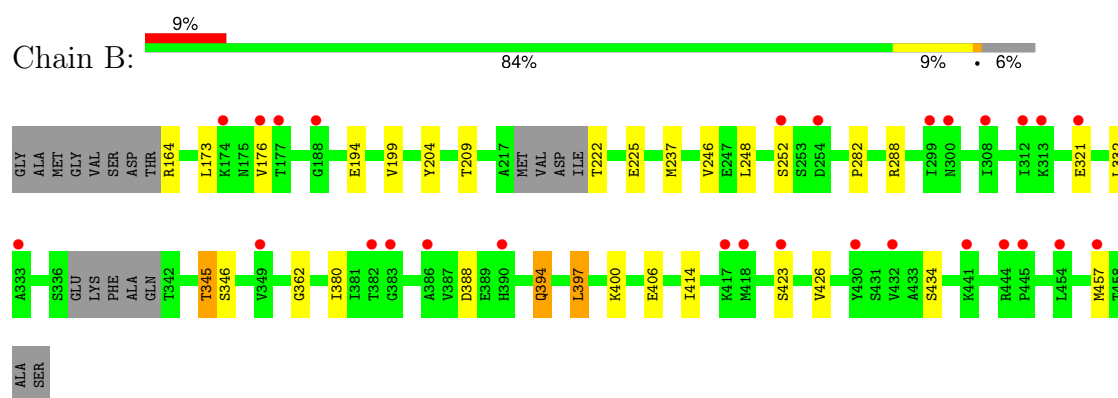 9%
Chain B:
84% 9% • 6%
GLY ALA MET GLY VAL SER ASP THR R164 L173 K174 N175 V176 T177 G188 E194 V199 Y204 T209 A217 MET VAL ASP ILE T222 E225 M237 V246 E247 L248 S252 S253 D254 P282 R288 I299 N300 I308 I312 K313 E321 L332
A333 S336 GLU LYS PHE ALA GLN T342 T345 S346 V349 G362 I380 I381 T382 G383 A386 V387 D388 E389 H390 Q394 L397 K400 E406 I414 K417 M418 S423 V426 Y430 S431 V432 A433 S434 K441 R444 P445 L454 M457 T458
ALA SER